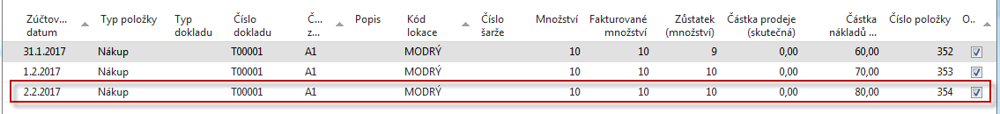 Zúčtov... datum Typ položky Typ dokladu Číslo dokladu Č... z... Popis Kód lokace Číslo šarže Množství Fakturované množství Zůstatek (množství) Částka prodeje (skutečná) Částka nákladů ... Číslo položky O..
31.1.2017 Nákup T00001 A1 MODRÝ 10 10 9 0,00 60,00 352
1.2.2017 Nákup T00001 A1 MODRÝ 10 10 10 0,00 70,00 353
2.2.2017 Nákup T00001 A1 MODRÝ 10 10 10 0,00 80,00 354